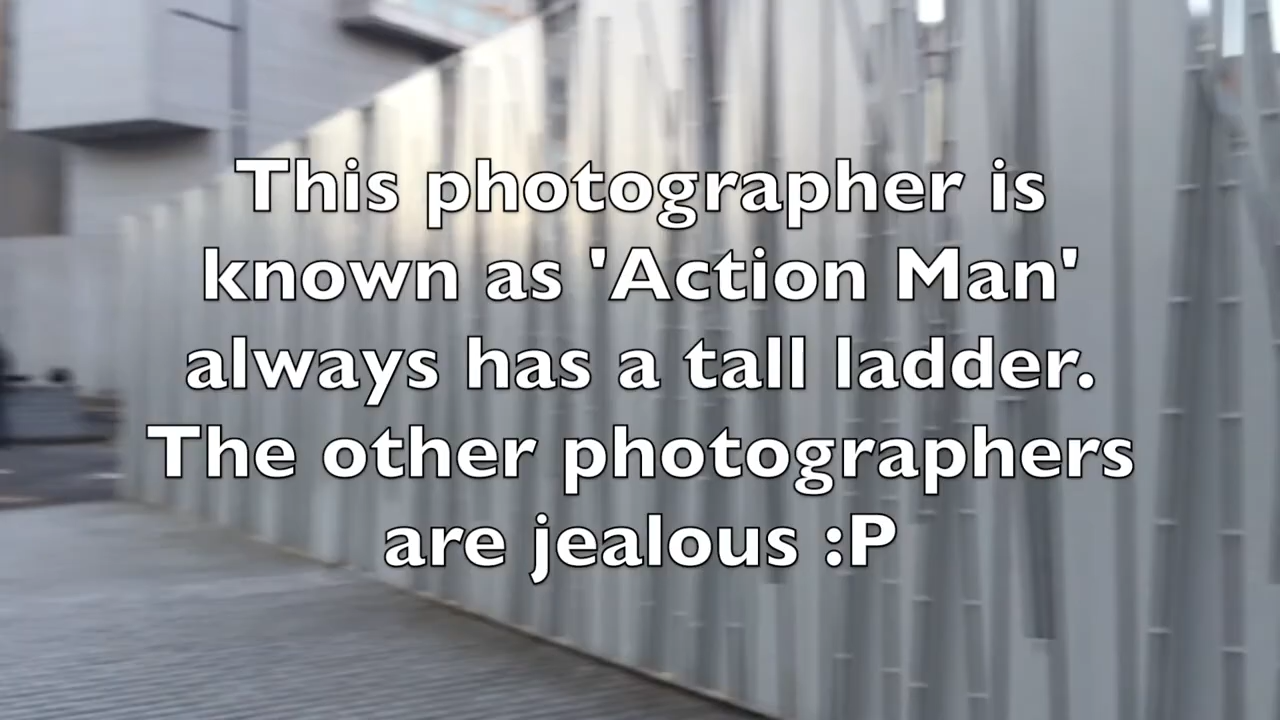 This photographer is
known as 'Action Man'
always has a tall ladder.
The other photographers
are jealous :P